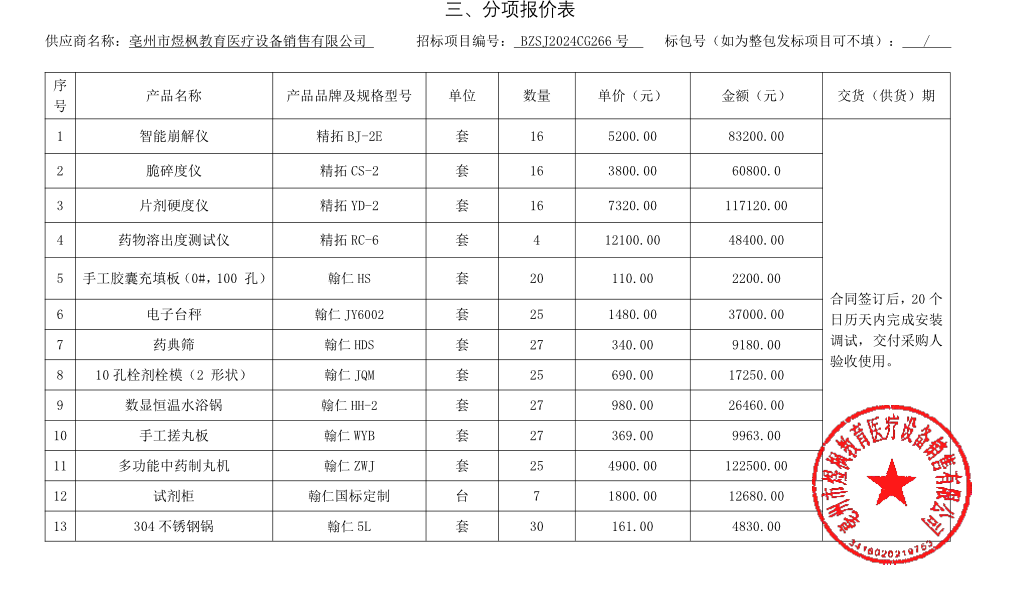 三、分项报价表
供应商名称：亳州市煜枫教育医疗设备销售有限公司 招标项目编号： BZSJ2024CG266 号 标包号（如为整包发标项目可不填）： /
序号 产品名称 产品品牌及规格型号 单位 数量 单价（元） 金额（元） 交货（供货）期
1 智能崩解仪 精拓 BJ-2E 套 16 5200.00 83200.00
2 脆碎度仪 精拓 CS-2 套 16 3800.00 60800.0
3 片剂硬度仪 精拓 YD-2 套 16 7320.00 117120.00
4 药物溶出度测试仪 精拓 RC-6 套 4 12100.00 48400.00
5 手工胶囊充填板（0#，100 孔） 翰仁 HS 套 20 110.00 2200.00
6 电子台秤 翰仁 JY6002 套 25 1480.00 37000.00
7 药典筛 翰仁 HDS 套 27 340.00 9180.00
8 10 孔栓剂栓模（2 形状） 翰仁 JQM 套 25 690.00 17250.00
9 数显恒温水浴锅 翰仁 HH-2 套 27 980.00 26460.00
10 手工搓丸板 翰仁 WYB 套 27 369.00 9963.00
11 多功能中药制丸机 翰仁 ZWJ 套 25 4900.00 122500.00
12 试剂柜 翰仁国标定制 台 7 1800.00 12680.00
13 304 不锈钢锅 翰仁 5L 套 30 161.00 4830.00
合同签订后，20 个
日历天内完成安装
调试，交付采购人
验收使用。
亳州市煜枫教育医疗设备销售有限公司
3416020219763